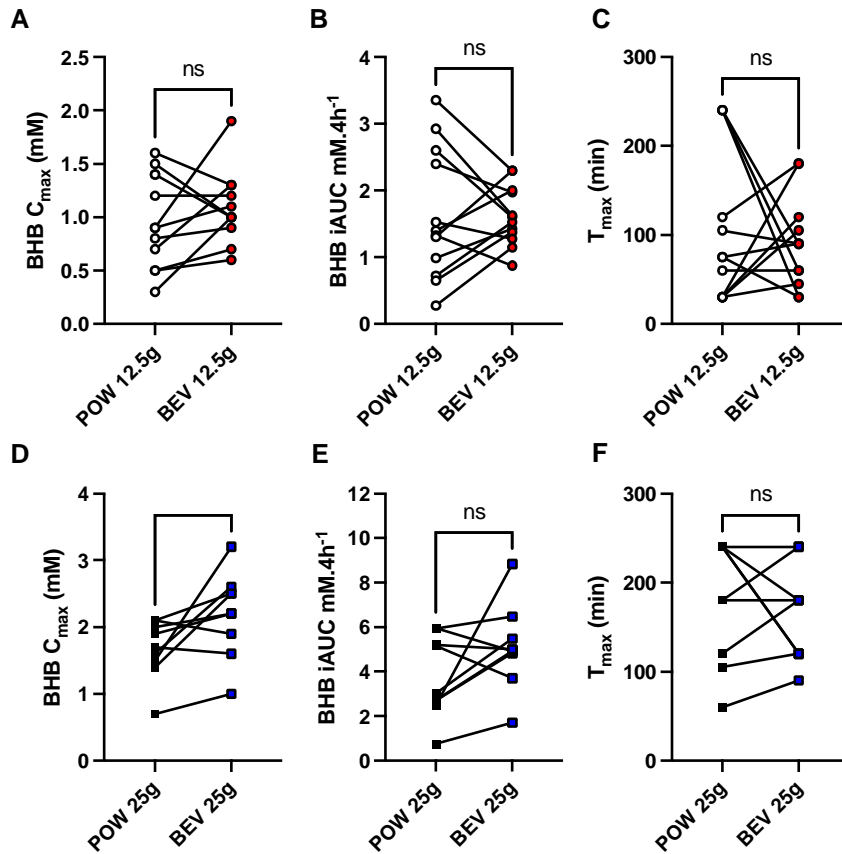 A
BHB Cmax (mM)
2.5
2.0
1.5
1.0
0.5
0.0
ns
POW 12.5g
BEV 12.5g
B
BHB iAUC mM.4h-1
4
3
2
1
0
ns
POW 12.5g
BEV 12.5g
C
Tmax (min)
300
200
100
0
ns
POW 12.5g
BEV 12.5g
D
BHB Cmax (mM)
4
3
2
1
0
POW 25g
BEV 25g
E
BHB iAUC mM.4h-1
12
10
8
6
4
2
0
ns
POW 25g
BEV 25g
F
Tmax (min)
300
200
100
0
ns
POW 25g
BEV 25g